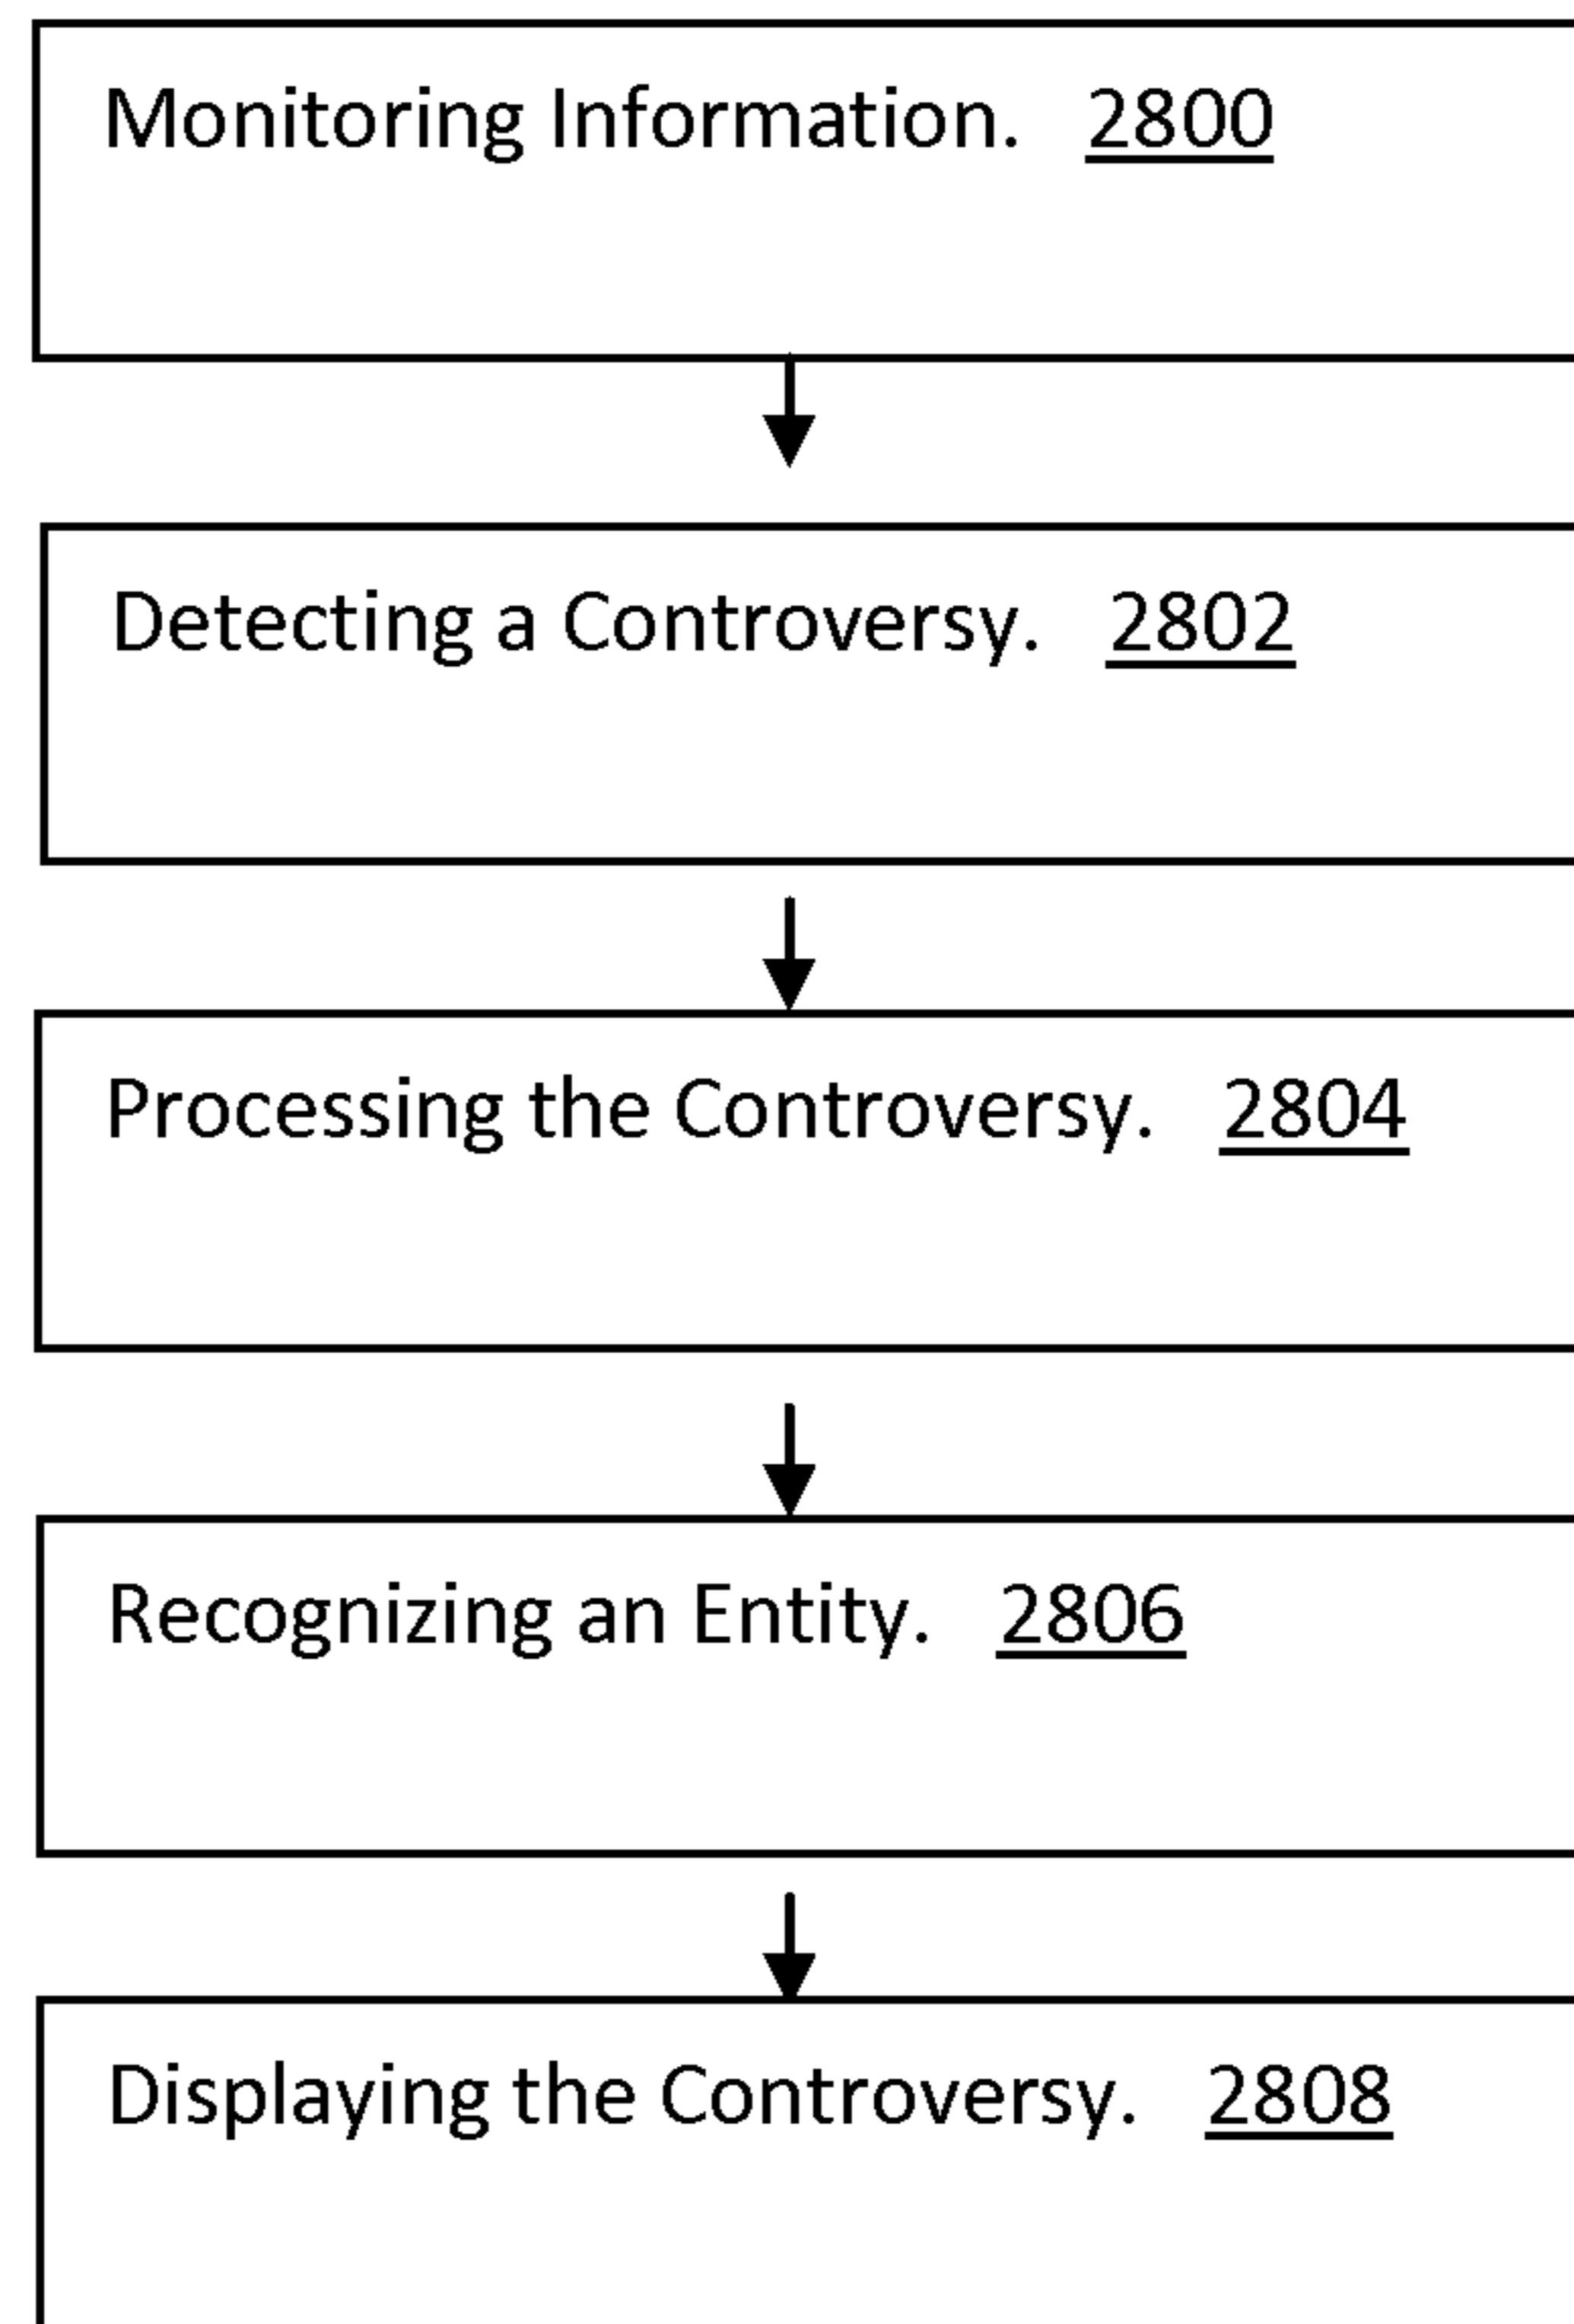 Monitoring Information. 2800
Detecting a Controversy. 2802
Processing the Controversy. 2804
Recognizing an Entity. 2806
Displaying the Controversy. 2808